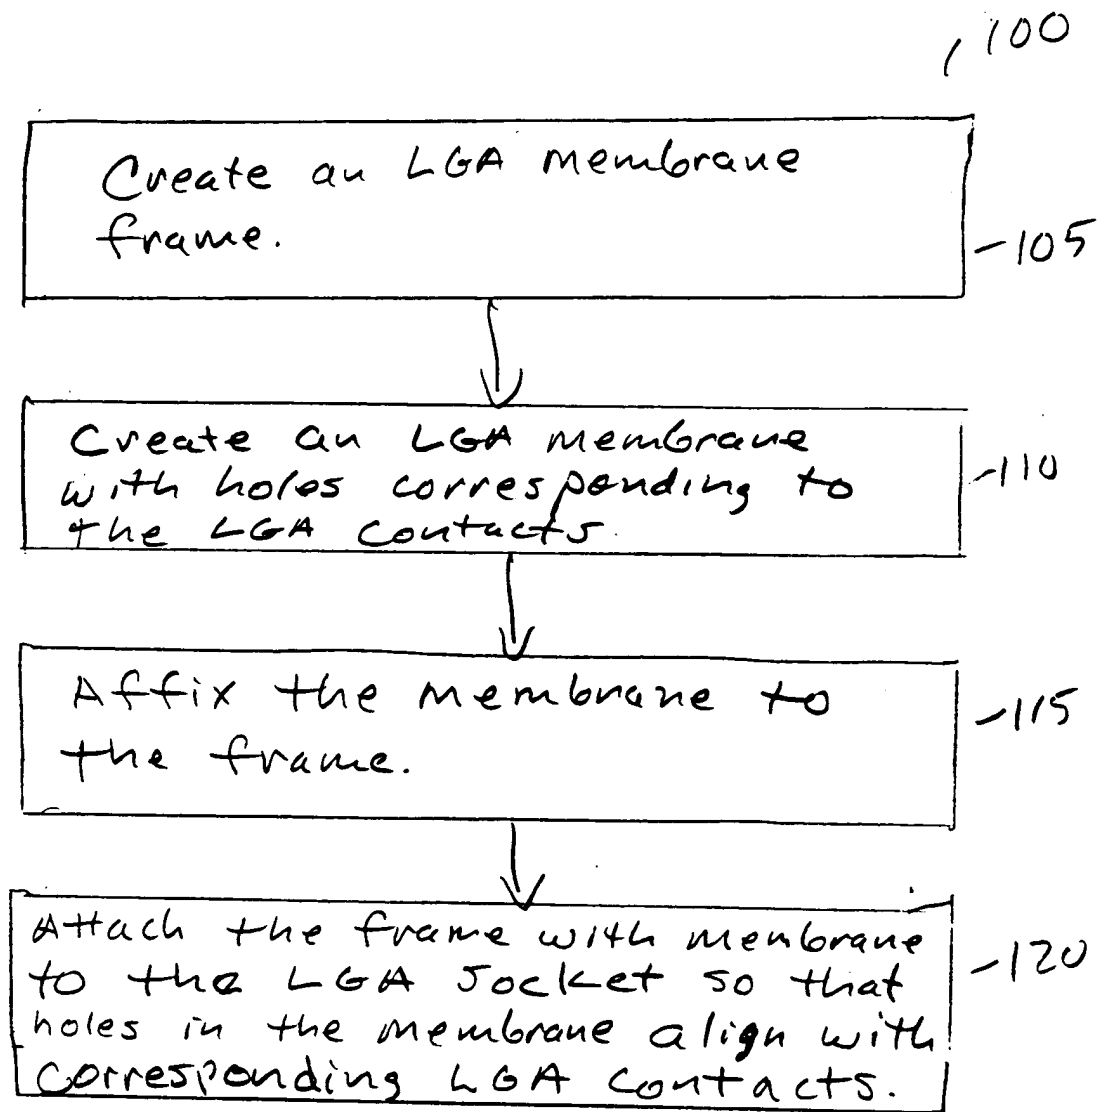 100
Create an LGA membrane
frame.
105
Create an LGA membrane
with holes corresponding to
the LGA contacts.
110
Affix the membrane to
the frame.
115
Attach the frame with membrane
to the LGA Socket so that
holes in the membrane align with
corresponding LGA contacts.
120